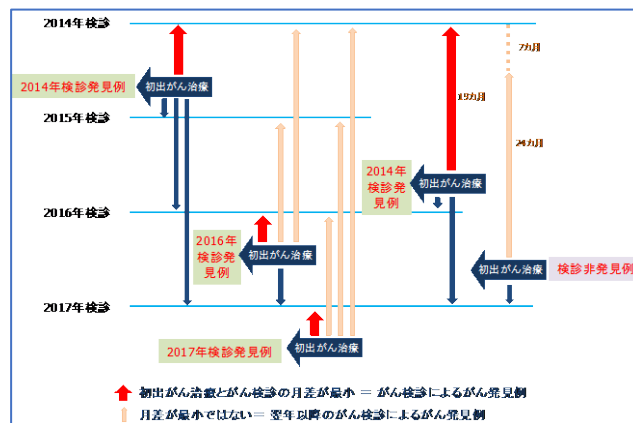 2014年検診
7カ月
初出がん治療
2014年検診発見例
19カ月
2015年検診
24カ月
2014年
検診発
見例
初出がん治療
2016年検診
2016年
検診発
見例
初出がん治療
初出がん治療
検診非発見例
2017年検診
2017年検診発見例
初出がん治療
初出がん治療とがん検診の月差が最小 = がん検診によるがん発見例
月差が最小ではない= 翌年以降のがん検診によるがん発見例